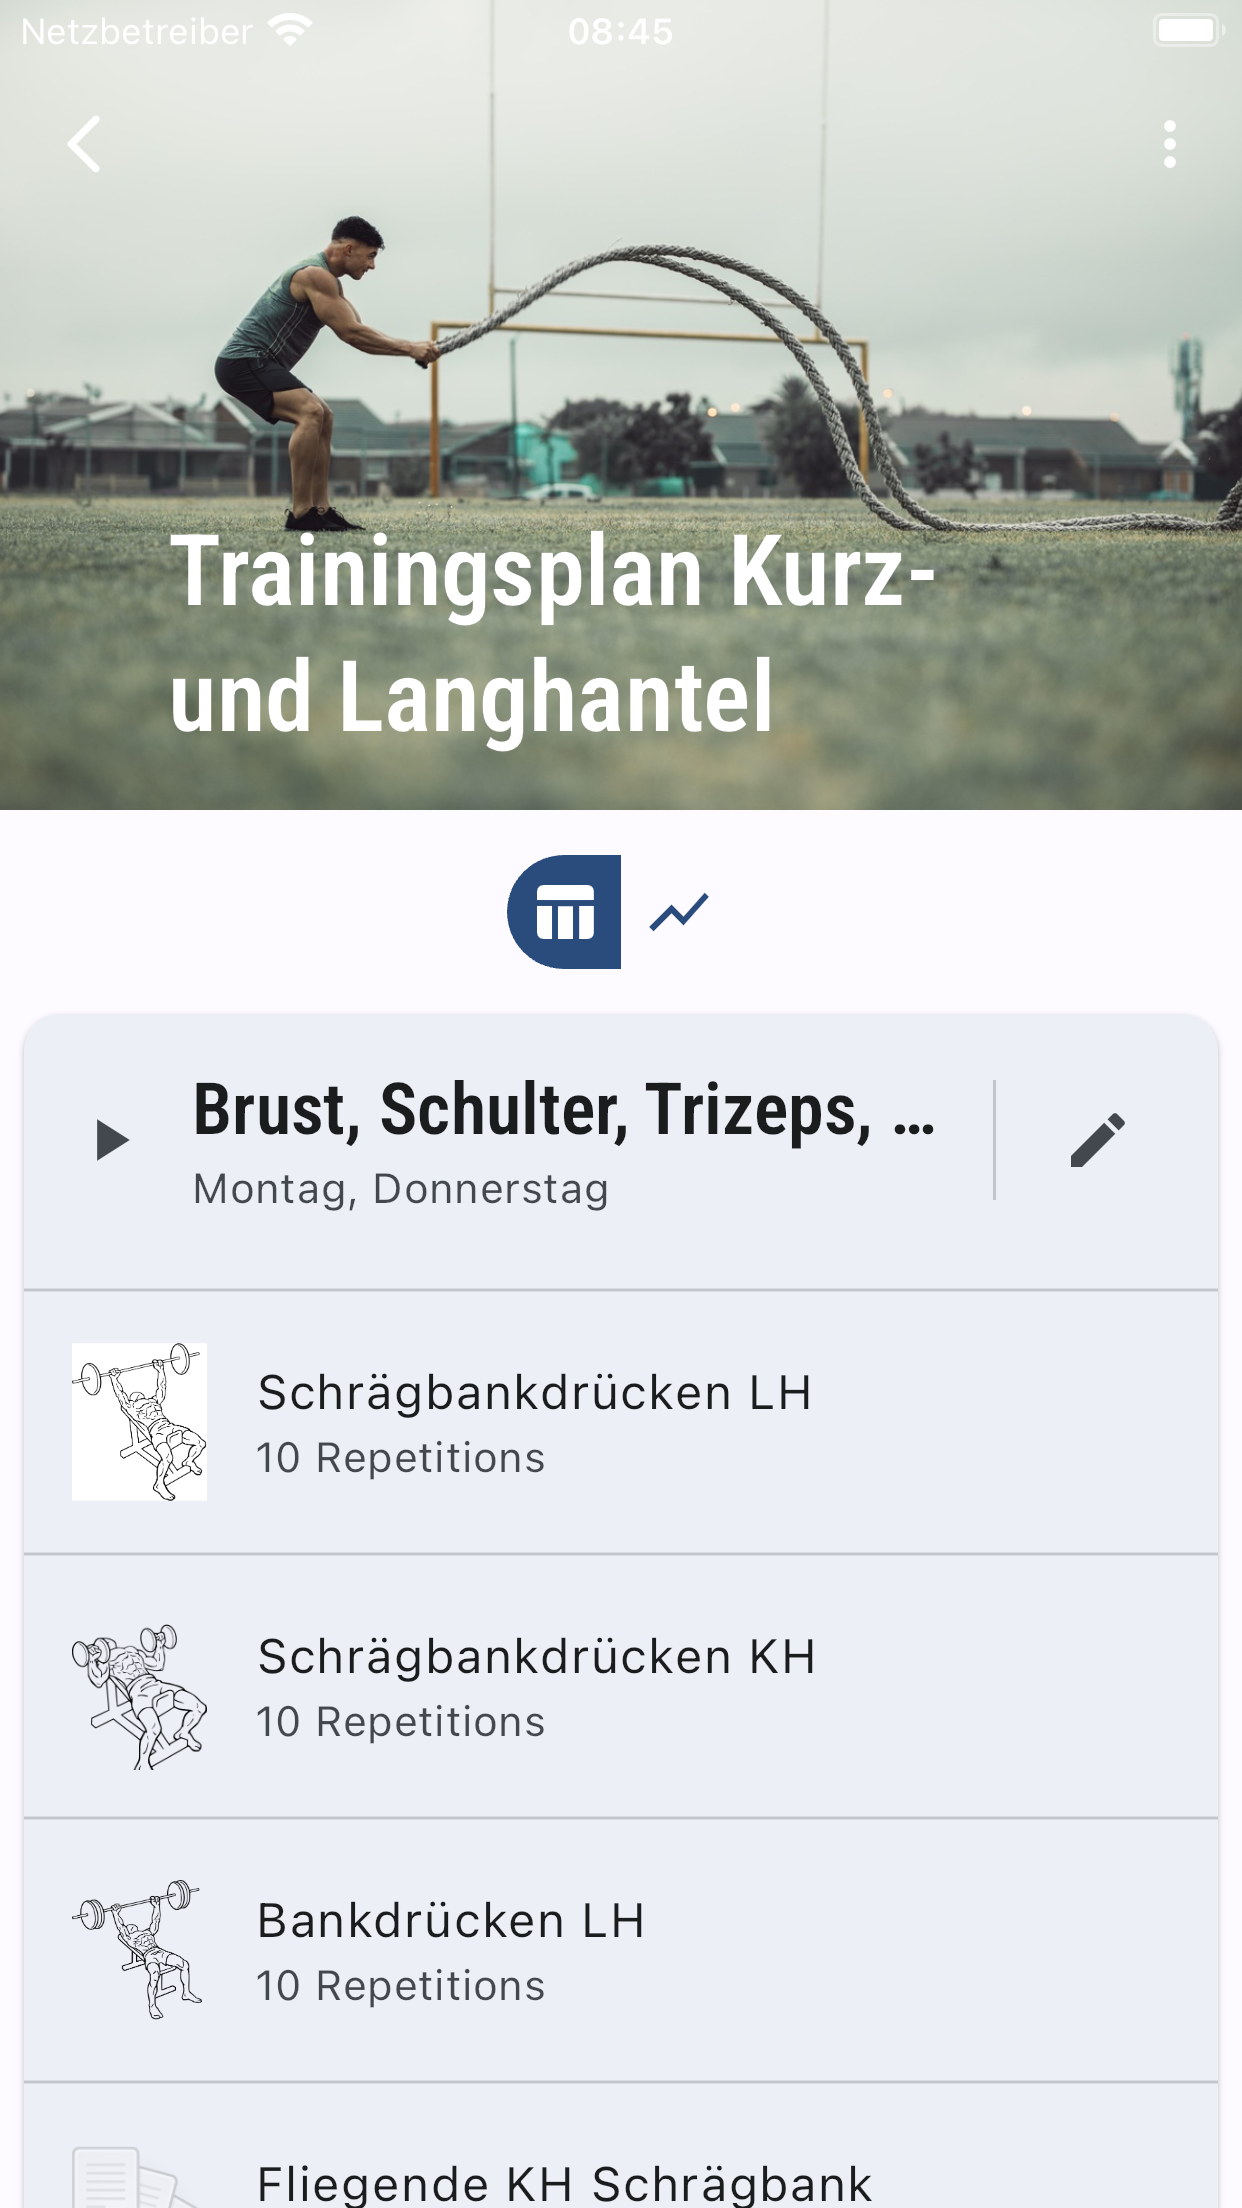 Netzbetreiber
08:45
Trainingsplan Kurz-
und Langhantel
Brust, Schulter, Trizeps, ...
Montag, Donnerstag
Schrägbankdrücken LH
10 Repetitions
Schrägbankdrücken KH
10 Repetitions
Bankdrücken LH
10 Repetitions
Fliegende KH Schrägbank